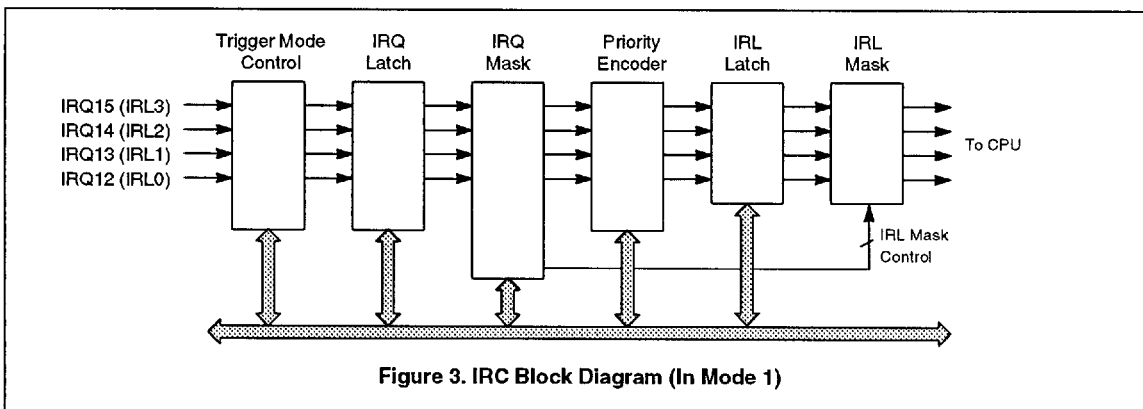 Trigger Mode
Control
IRQ
Latch
IRQ
Mask
Priority
Encoder
IRL
Latch
IRL
Mask
IRQ15 (IRL3)
IRQ14 (IRL2)
IRQ13 (IRL1)
IRQ12 (IRL0)
To CPU
IRL Mask
Control
Figure 3. IRC Block Diagram (In Mode 1)